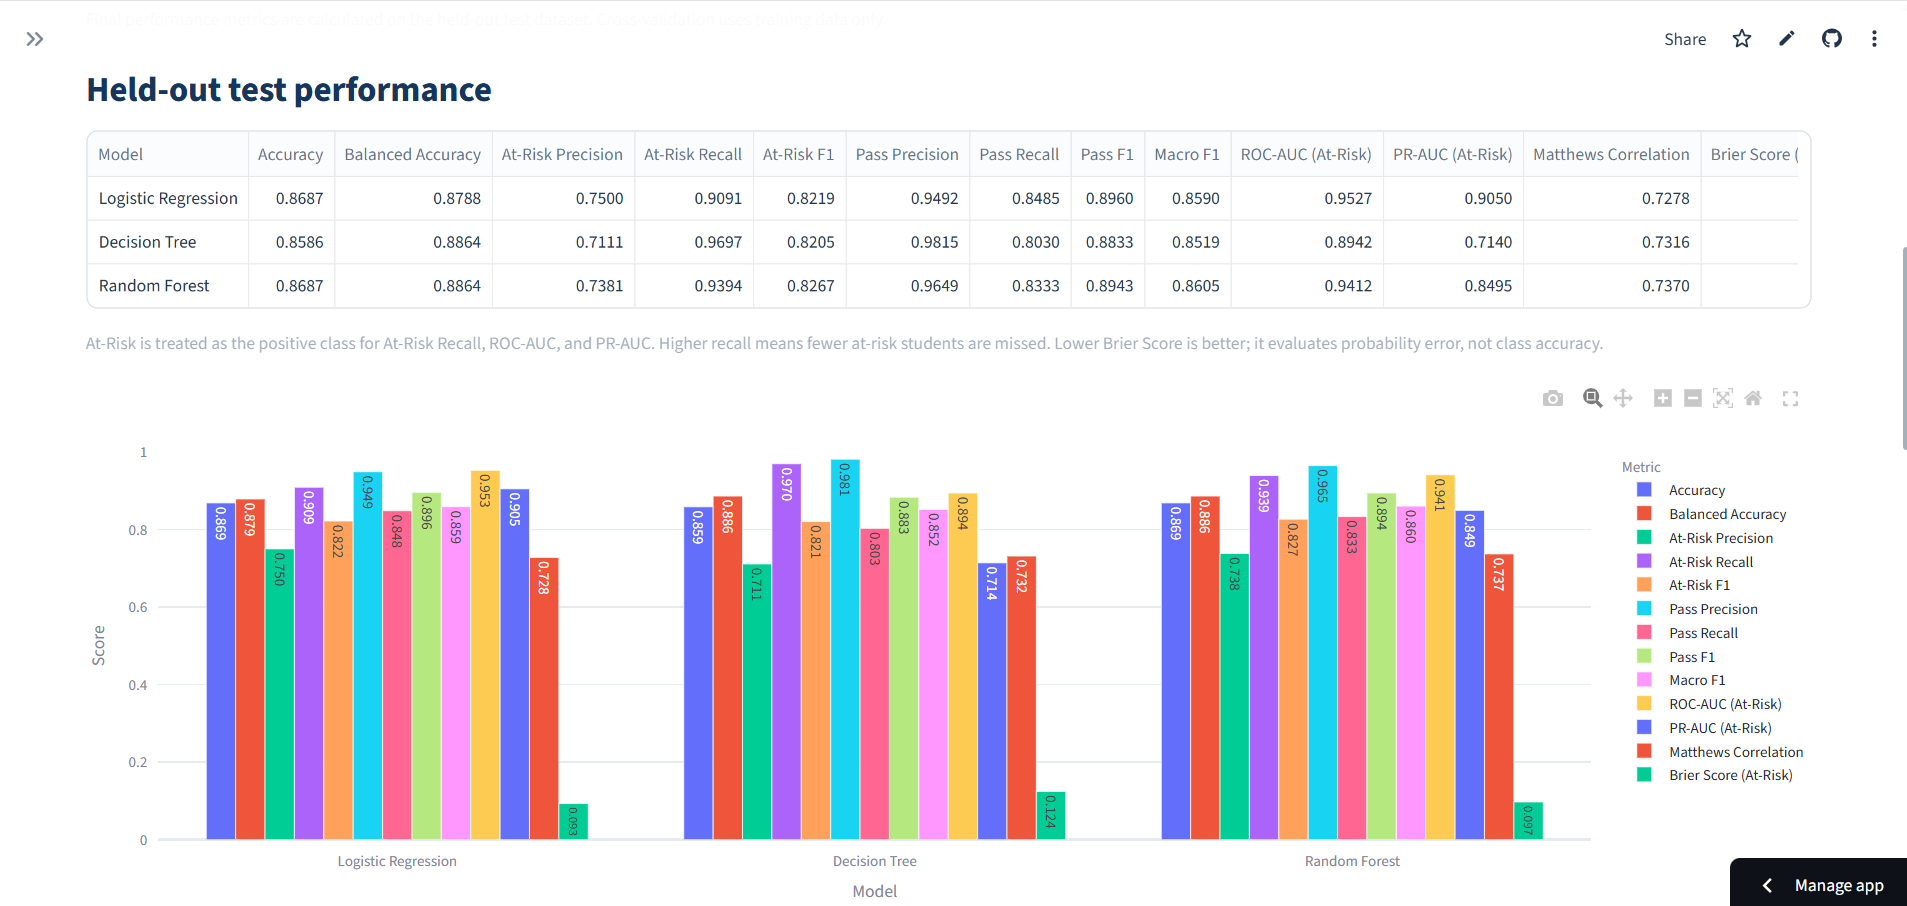 Final performance metrics are calculated on the held-out test dataset. Cross-validation uses training data only.
Share
Held-out test performance
Model Accuracy Balanced Accuracy At-Risk Precision At-Risk Recall At-Risk F1 Pass Precision Pass Recall Pass F1 Macro F1 ROC-AUC (At-Risk) PR-AUC (At-Risk) Matthews Correlation Brier Score (
Logistic Regression 0.8687 0.8788 0.7500 0.9091 0.8219 0.9492 0.8485 0.8960 0.8590 0.9527 0.9050 0.7278
Decision Tree 0.8586 0.8864 0.7111 0.9697 0.8205 0.9815 0.8030 0.8833 0.8519 0.8942 0.7140 0.7316
Random Forest 0.8687 0.8864 0.7381 0.9394 0.8267 0.9649 0.8333 0.8943 0.8605 0.9412 0.8495 0.7370
At-Risk is treated as the positive class for At-Risk Recall, ROC-AUC, and PR-AUC. Higher recall means fewer at-risk students are missed. Lower Brier Score is better; it evaluates probability error, not class accuracy.
Score
1
0.8
0.6
0.4
0.2
0
0.869 0.879 0.750 0.909 0.822 0.949 0.848 0.896 0.859 0.953 0.905 0.728 0.093
0.859 0.886 0.711 0.970 0.821 0.981 0.803 0.883 0.852 0.894 0.714 0.732 0.124
0.869 0.886 0.738 0.939 0.827 0.965 0.833 0.894 0.860 0.941 0.849 0.737 0.097
Logistic Regression Decision Tree Random Forest
Model
Metric
Accuracy
Balanced Accuracy
At-Risk Precision
At-Risk Recall
At-Risk F1
Pass Precision
Pass Recall
Pass F1
Macro F1
ROC-AUC (At-Risk)
PR-AUC (At-Risk)
Matthews Correlation
Brier Score (At-Risk)
Manage app